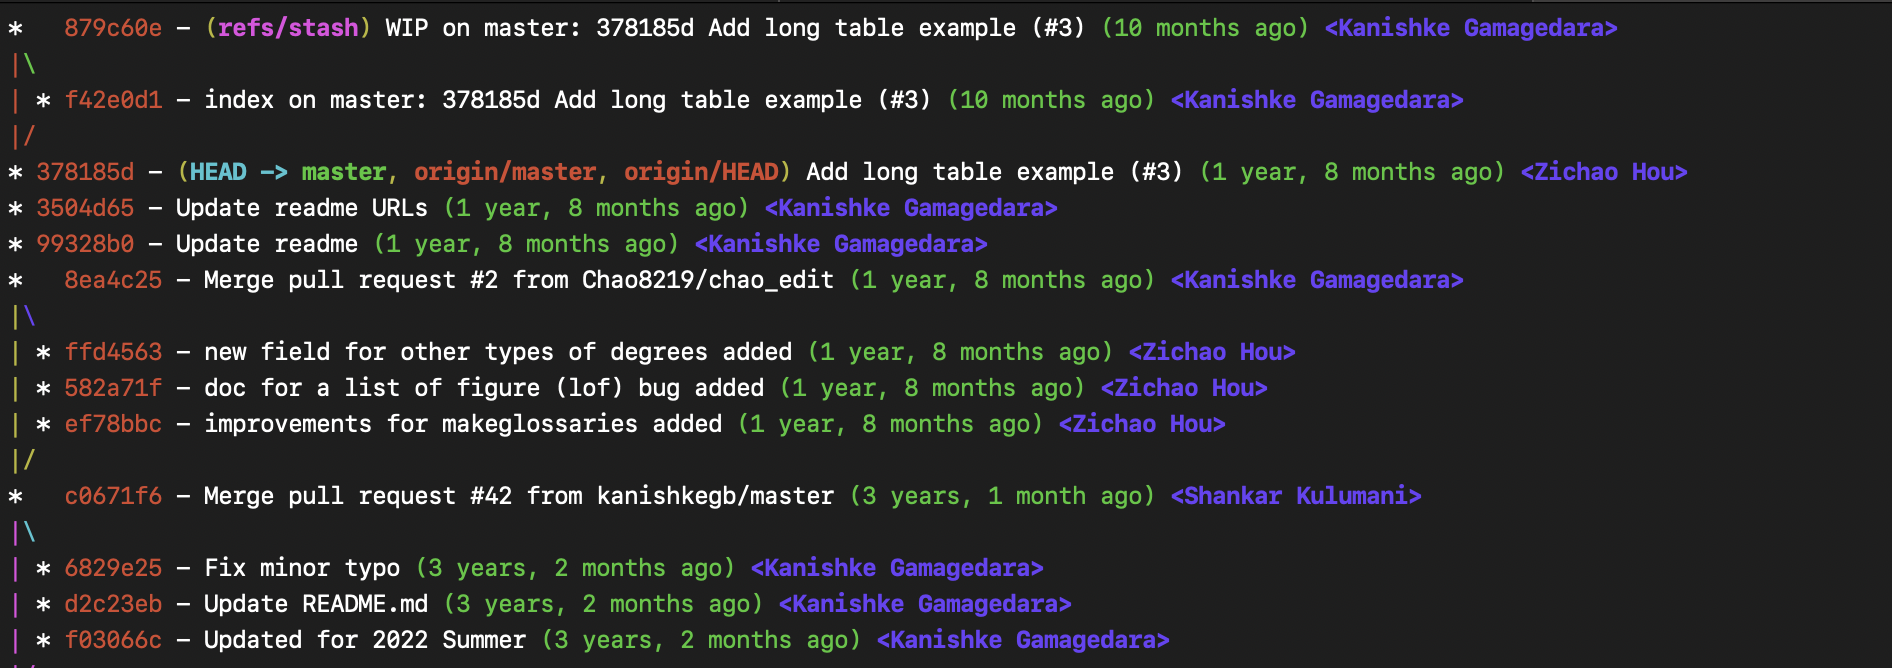 *   879c60e – (refs/stash) WIP on master: 378185d Add long table example (#3) (10 months ago) <Kanishke Gamagedara>
|\
| * f42e0d1 – index on master: 378185d Add long table example (#3) (10 months ago) <Kanishke Gamagedara>
|/
* 378185d – (HEAD -> master, origin/master, origin/HEAD) Add long table example (#3) (1 year, 8 months ago) <Zichao Hou>
* 3504d65 – Update readme URLs (1 year, 8 months ago) <Kanishke Gamagedara>
* 99328b0 – Update readme (1 year, 8 months ago) <Kanishke Gamagedara>
*   8ea4c25 – Merge pull request #2 from Chao8219/chao_edit (1 year, 8 months ago) <Kanishke Gamagedara>
|\
| * ffd4563 – new field for other types of degrees added (1 year, 8 months ago) <Zichao Hou>
| * 582a71f – doc for a list of figure (lof) bug added (1 year, 8 months ago) <Zichao Hou>
| * ef78bbc – improvements for makeglossaries added (1 year, 8 months ago) <Zichao Hou>
|/
*   c0671f6 – Merge pull request #42 from kanishkegb/master (3 years, 1 month ago) <Shankar Kulumani>
|\
| * 6829e25 – Fix minor typo (3 years, 2 months ago) <Kanishke Gamagedara>
| * d2c23eb – Update README.md (3 years, 2 months ago) <Kanishke Gamagedara>
| * f03066c – Updated for 2022 Summer (3 years, 2 months ago) <Kanishke Gamagedara>